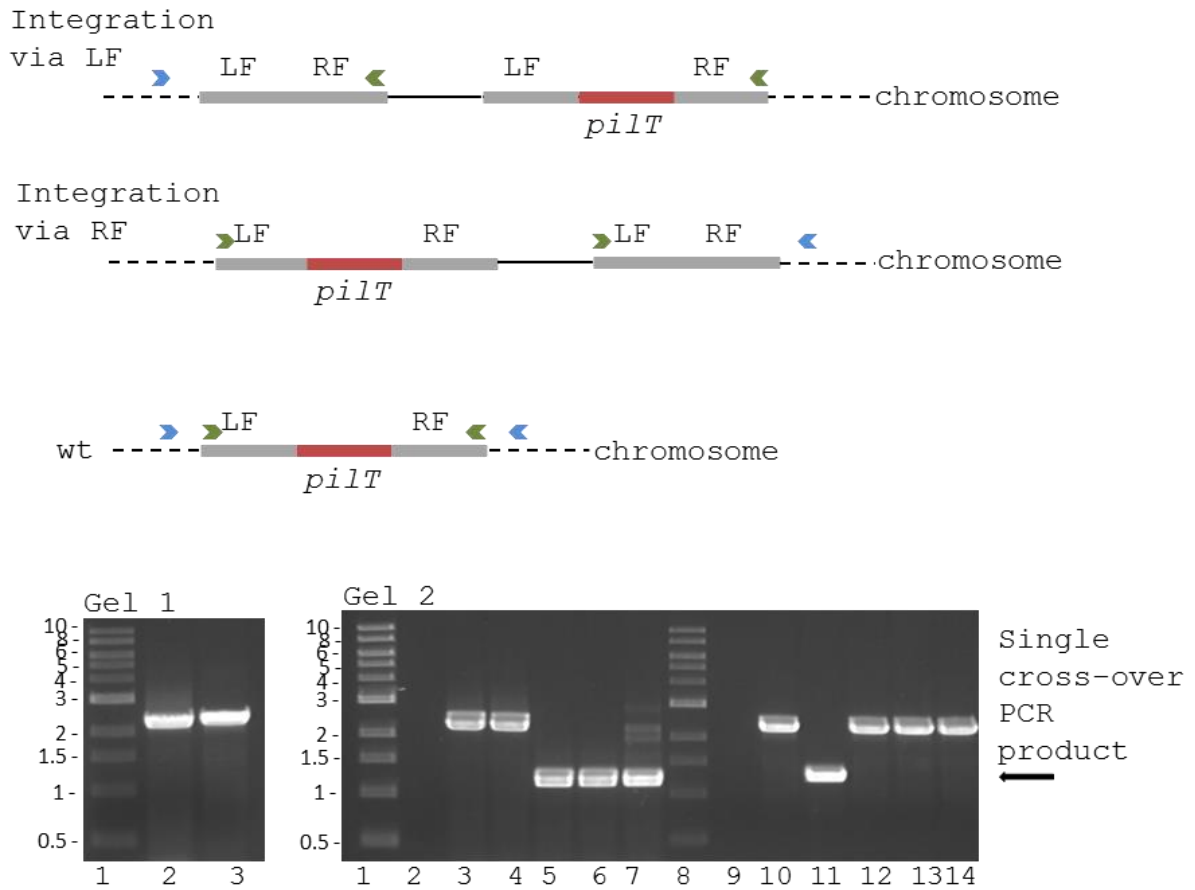 Integration
via LF
LF RF LF RF
chromosome
pilT
Integration
via RF
LF RF LF RF
chromosome
pilT
LF RF
wt chromosome
pilT
Gel 1
10 -
8 -
6 -
5 -
4 -
3 -
2 -
1.5 -
1 -
0.5 -
1 2 3
Gel 2
10 -
8 -
6 -
5 -
4 -
3 -
2 -
1.5 -
1 -
0.5 -
1 2 3 4 5 6 7 8 9 10 11 12 13 14
Single
cross-over
PCR
product